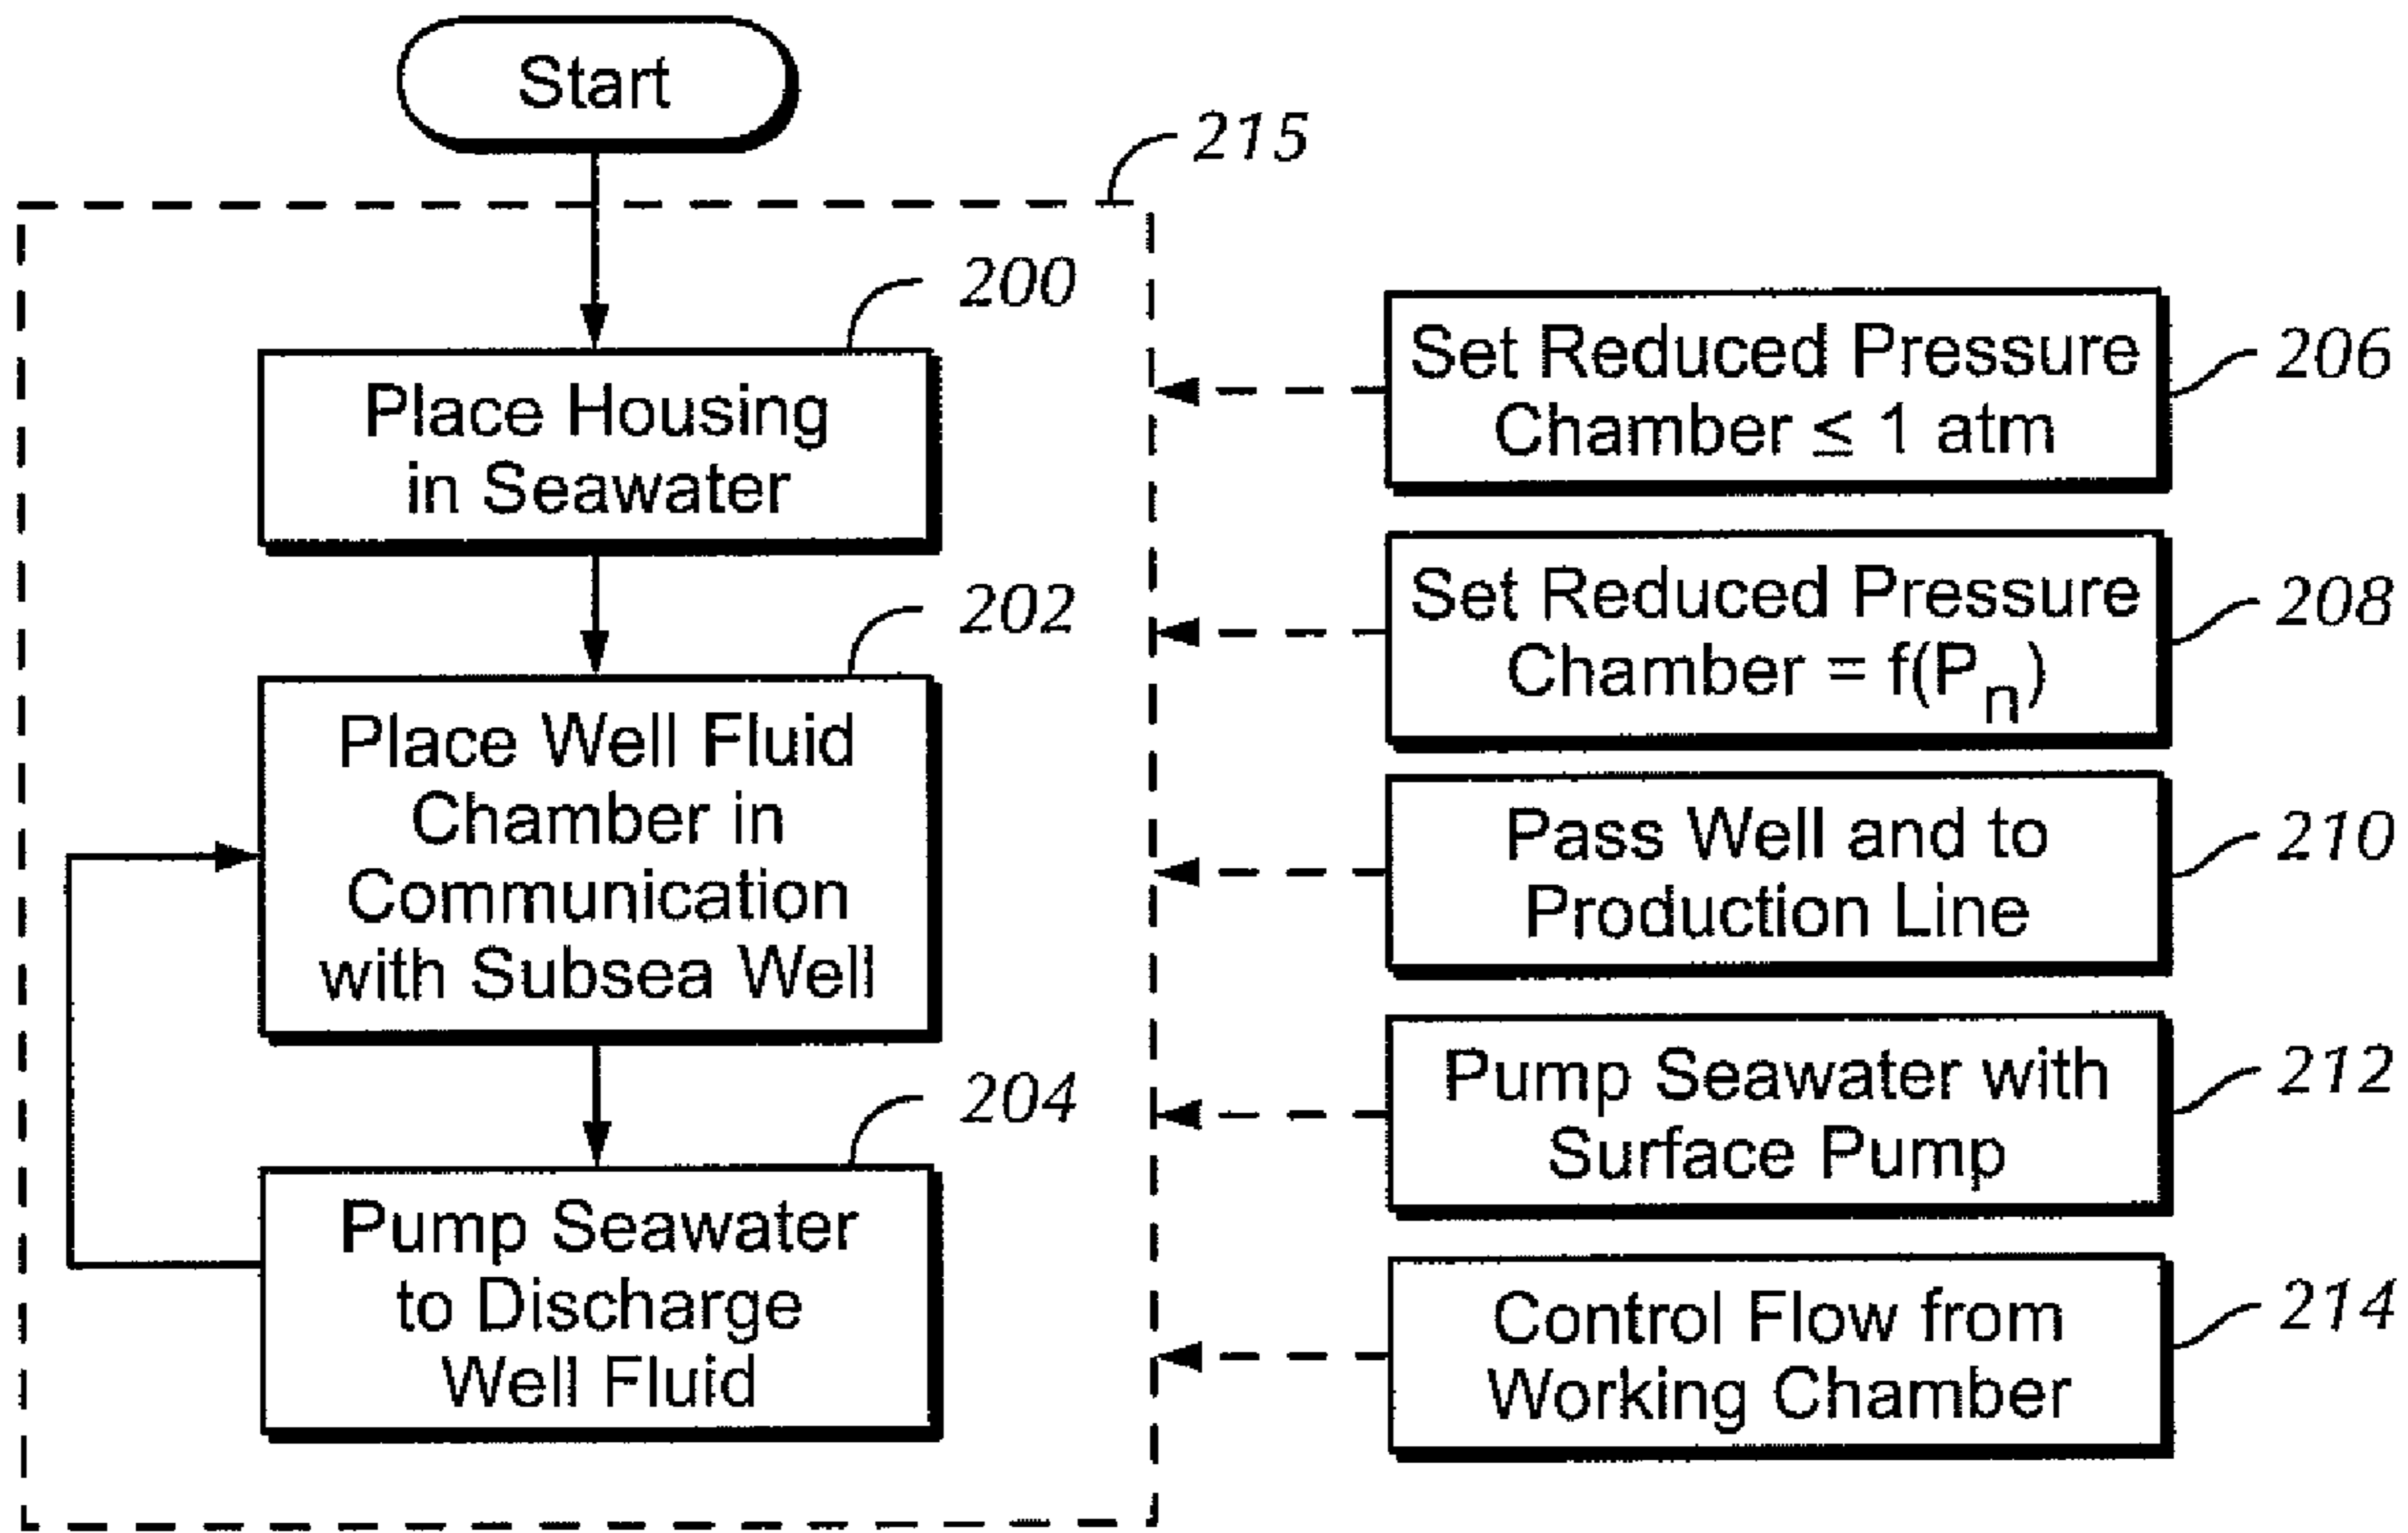 Start
215
200
Place Housing
in Seawater
202
Place Well Fluid
Chamber in
Communication
with Subsea Well
204
Pump Seawater
to Discharge
Well Fluid
Set Reduced Pressure
Chamber ≤ 1 atm
206
Set Reduced Pressure
Chamber = f(Pn)
208
Pass Well and to
Production Line
210
Pump Seawater with
Surface Pump
212
Control Flow from
Working Chamber
214